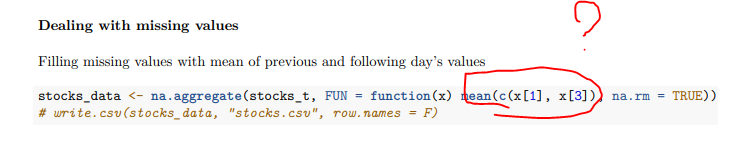 ?
Dealing with missing values
Filling missing values with mean of previous and following day's values
stocks_data <- na.aggregate(stocks_t, FUN = function(x) mean(c(x[1], x[3]), na.rm = TRUE))
# write.csv(stocks_data, "stocks.csv", row.names = F)